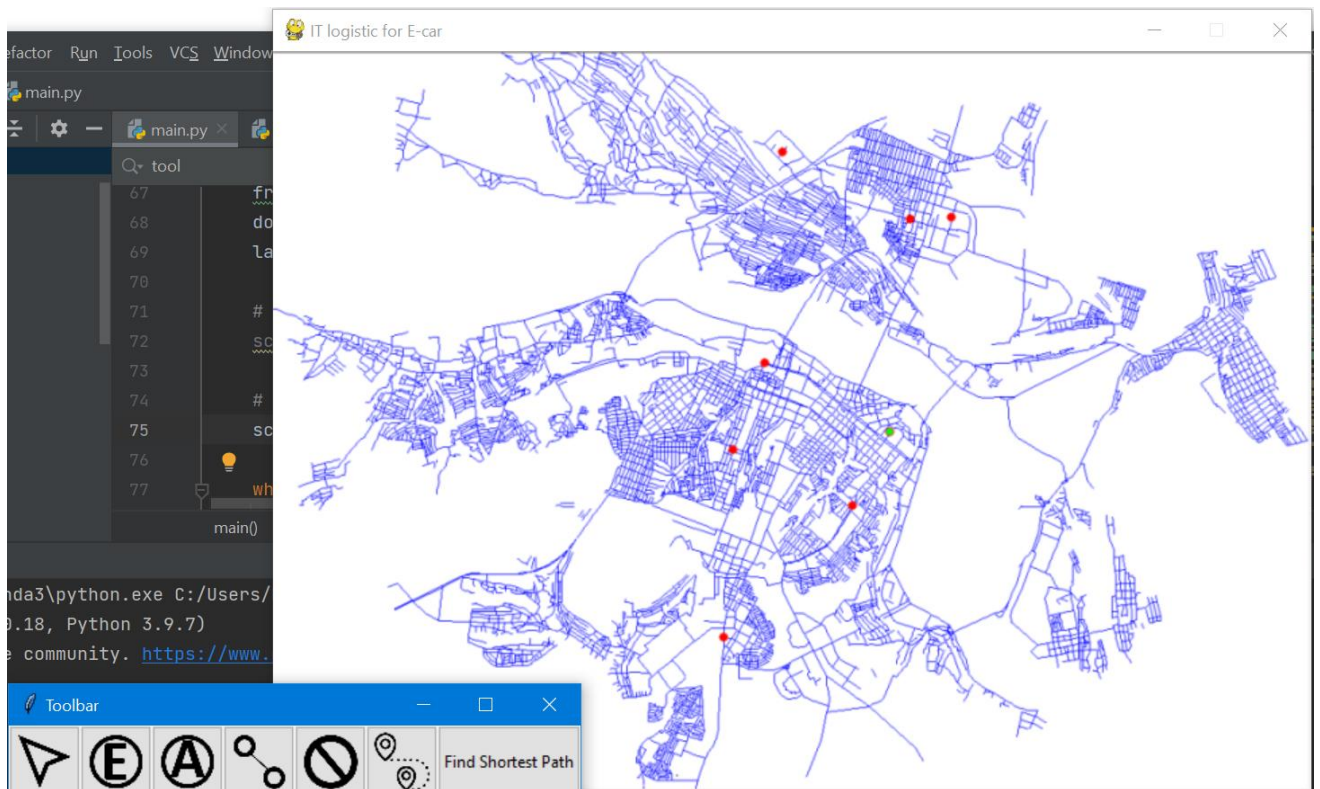 IT logistic for E-car
efactor Run Tools VCS Window
main.py
main.py
tool
67 fr
68 do
69 la
70
71 #
72 sc
73
74 #
75 sc
76
77 wh
main()
nda3\python.exe C:/Users/
0.18, Python 3.9.7)
e community. https://www.
Toolbar
E A Find Shortest Path